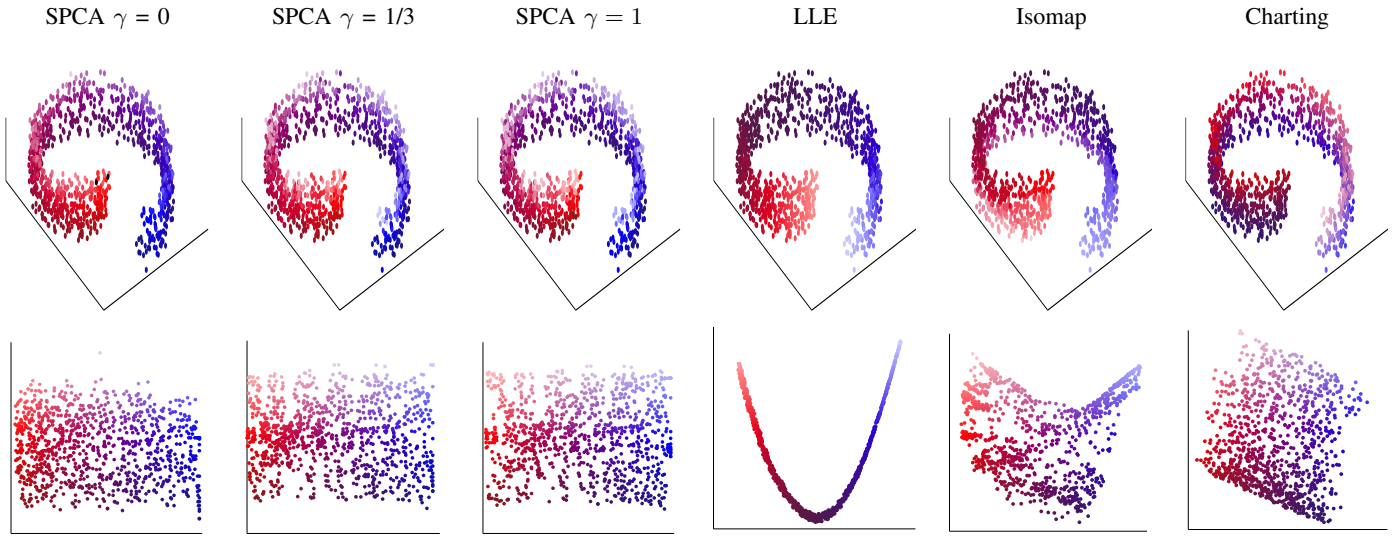 SPCA γ = 0 SPCA γ = 1/3 SPCA γ = 1 LLE Isomap Charting